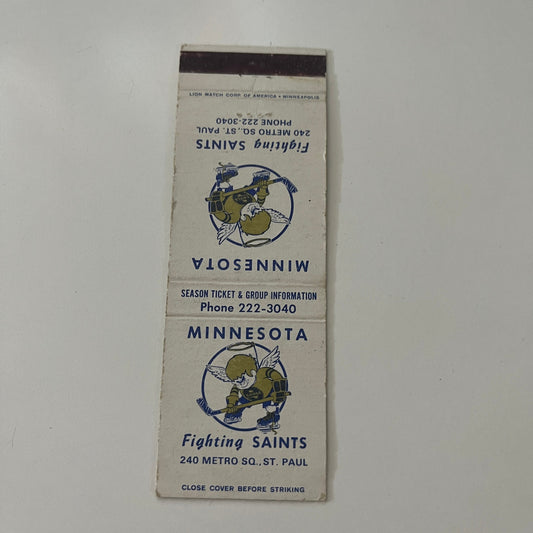 LION MATCH CORP. OF AMERICA • MINNEAPOLIS
MINNESOTA
Fighting SAINTS
240 METRO SQ., ST. PAUL
PHONE 222-3040
SEASON TICKET & GROUP INFORMATION
Phone 222-3040
MINNESOTA
Fighting SAINTS
240 METRO SQ., ST. PAUL
CLOSE COVER BEFORE STRIKING